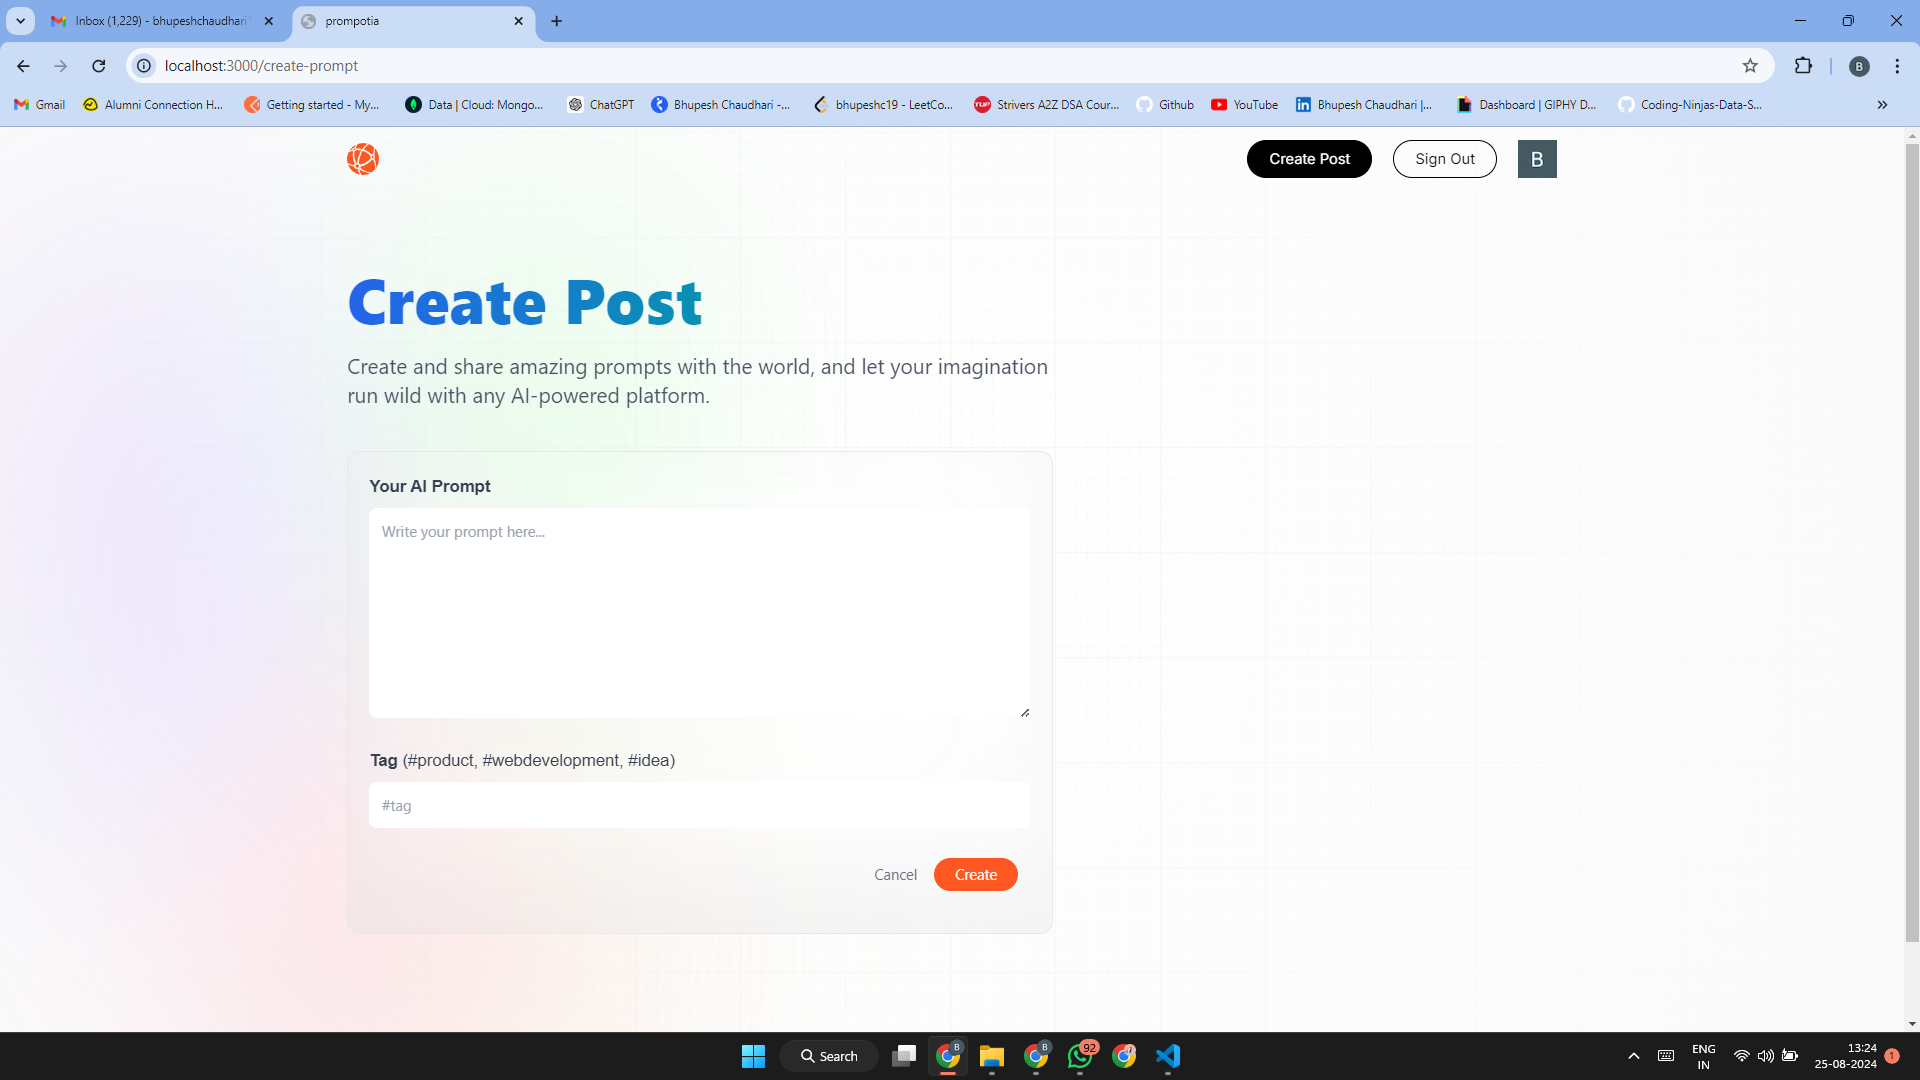 Inbox (1,229) - bhupeshchaudhari
prompotia
localhost:3000/create-prompt
B
Gmail
Alumni Connection H...
Getting started - My...
Data | Cloud: Mongo...
ChatGPT
Bhupesh Chaudhari -...
bhupeshc19 - LeetCo...
TUF
Strivers A2Z DSA Cour...
Github
YouTube
Bhupesh Chaudhari |...
Dashboard | GIPHY D...
Coding-Ninjas-Data-S...
Create Post
Sign Out
B
Create Post
Create and share amazing prompts with the world, and let your imagination
run wild with any AI-powered platform.
Your AI Prompt
Write your prompt here...
Tag (#product, #webdevelopment, #idea)
#tag
Cancel
Create
Search
B
B
92
ENG
IN
13:24
25-08-2024
1